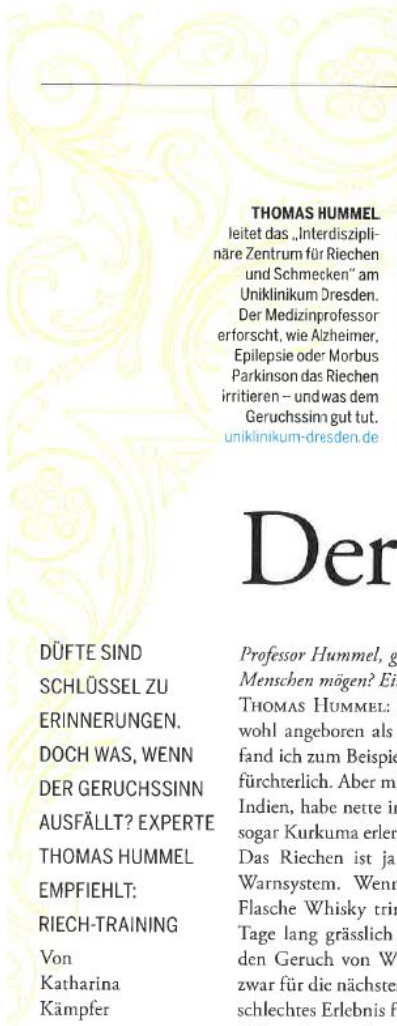 THOMAS HUMMEL
leitet das „Interdiszipli-
näre Zentrum für Riechen
und Schmecken“ am
Uniklinikum Dresden.
Der Medizinprofessor
erforscht, wie Alzheimer,
Epilepsie oder Morbus
Parkinson das Riechen
irritieren – und was dem
Geruchssinn gut tut.
uniklinikum-dresden.de
Der
DÜFTE SIND
SCHLÜSSEL ZU
ERINNERUNGEN.
DOCH WAS, WENN
DER GERUCHSSINN
AUSFÄLLT? EXPERTE
THOMAS HUMMEL
EMPFIEHLT:
RIECH-TRAINING
Von
Katharina
Kämpfer
Professor Hummel, g
Menschen mögen? Ei
THOMAS HUMMEL:
wohl angeboren als
fand ich zum Beispie
fürchterlich. Aber m
Indien, habe nette in
sogar Kurkuma erler
Das Riechen ist ja
Warnsystem. Wenn
Flasche Whisky trin
Tage lang grässlich
den Geruch von W
zwar für die nächste
schlechtes Erlebnis f